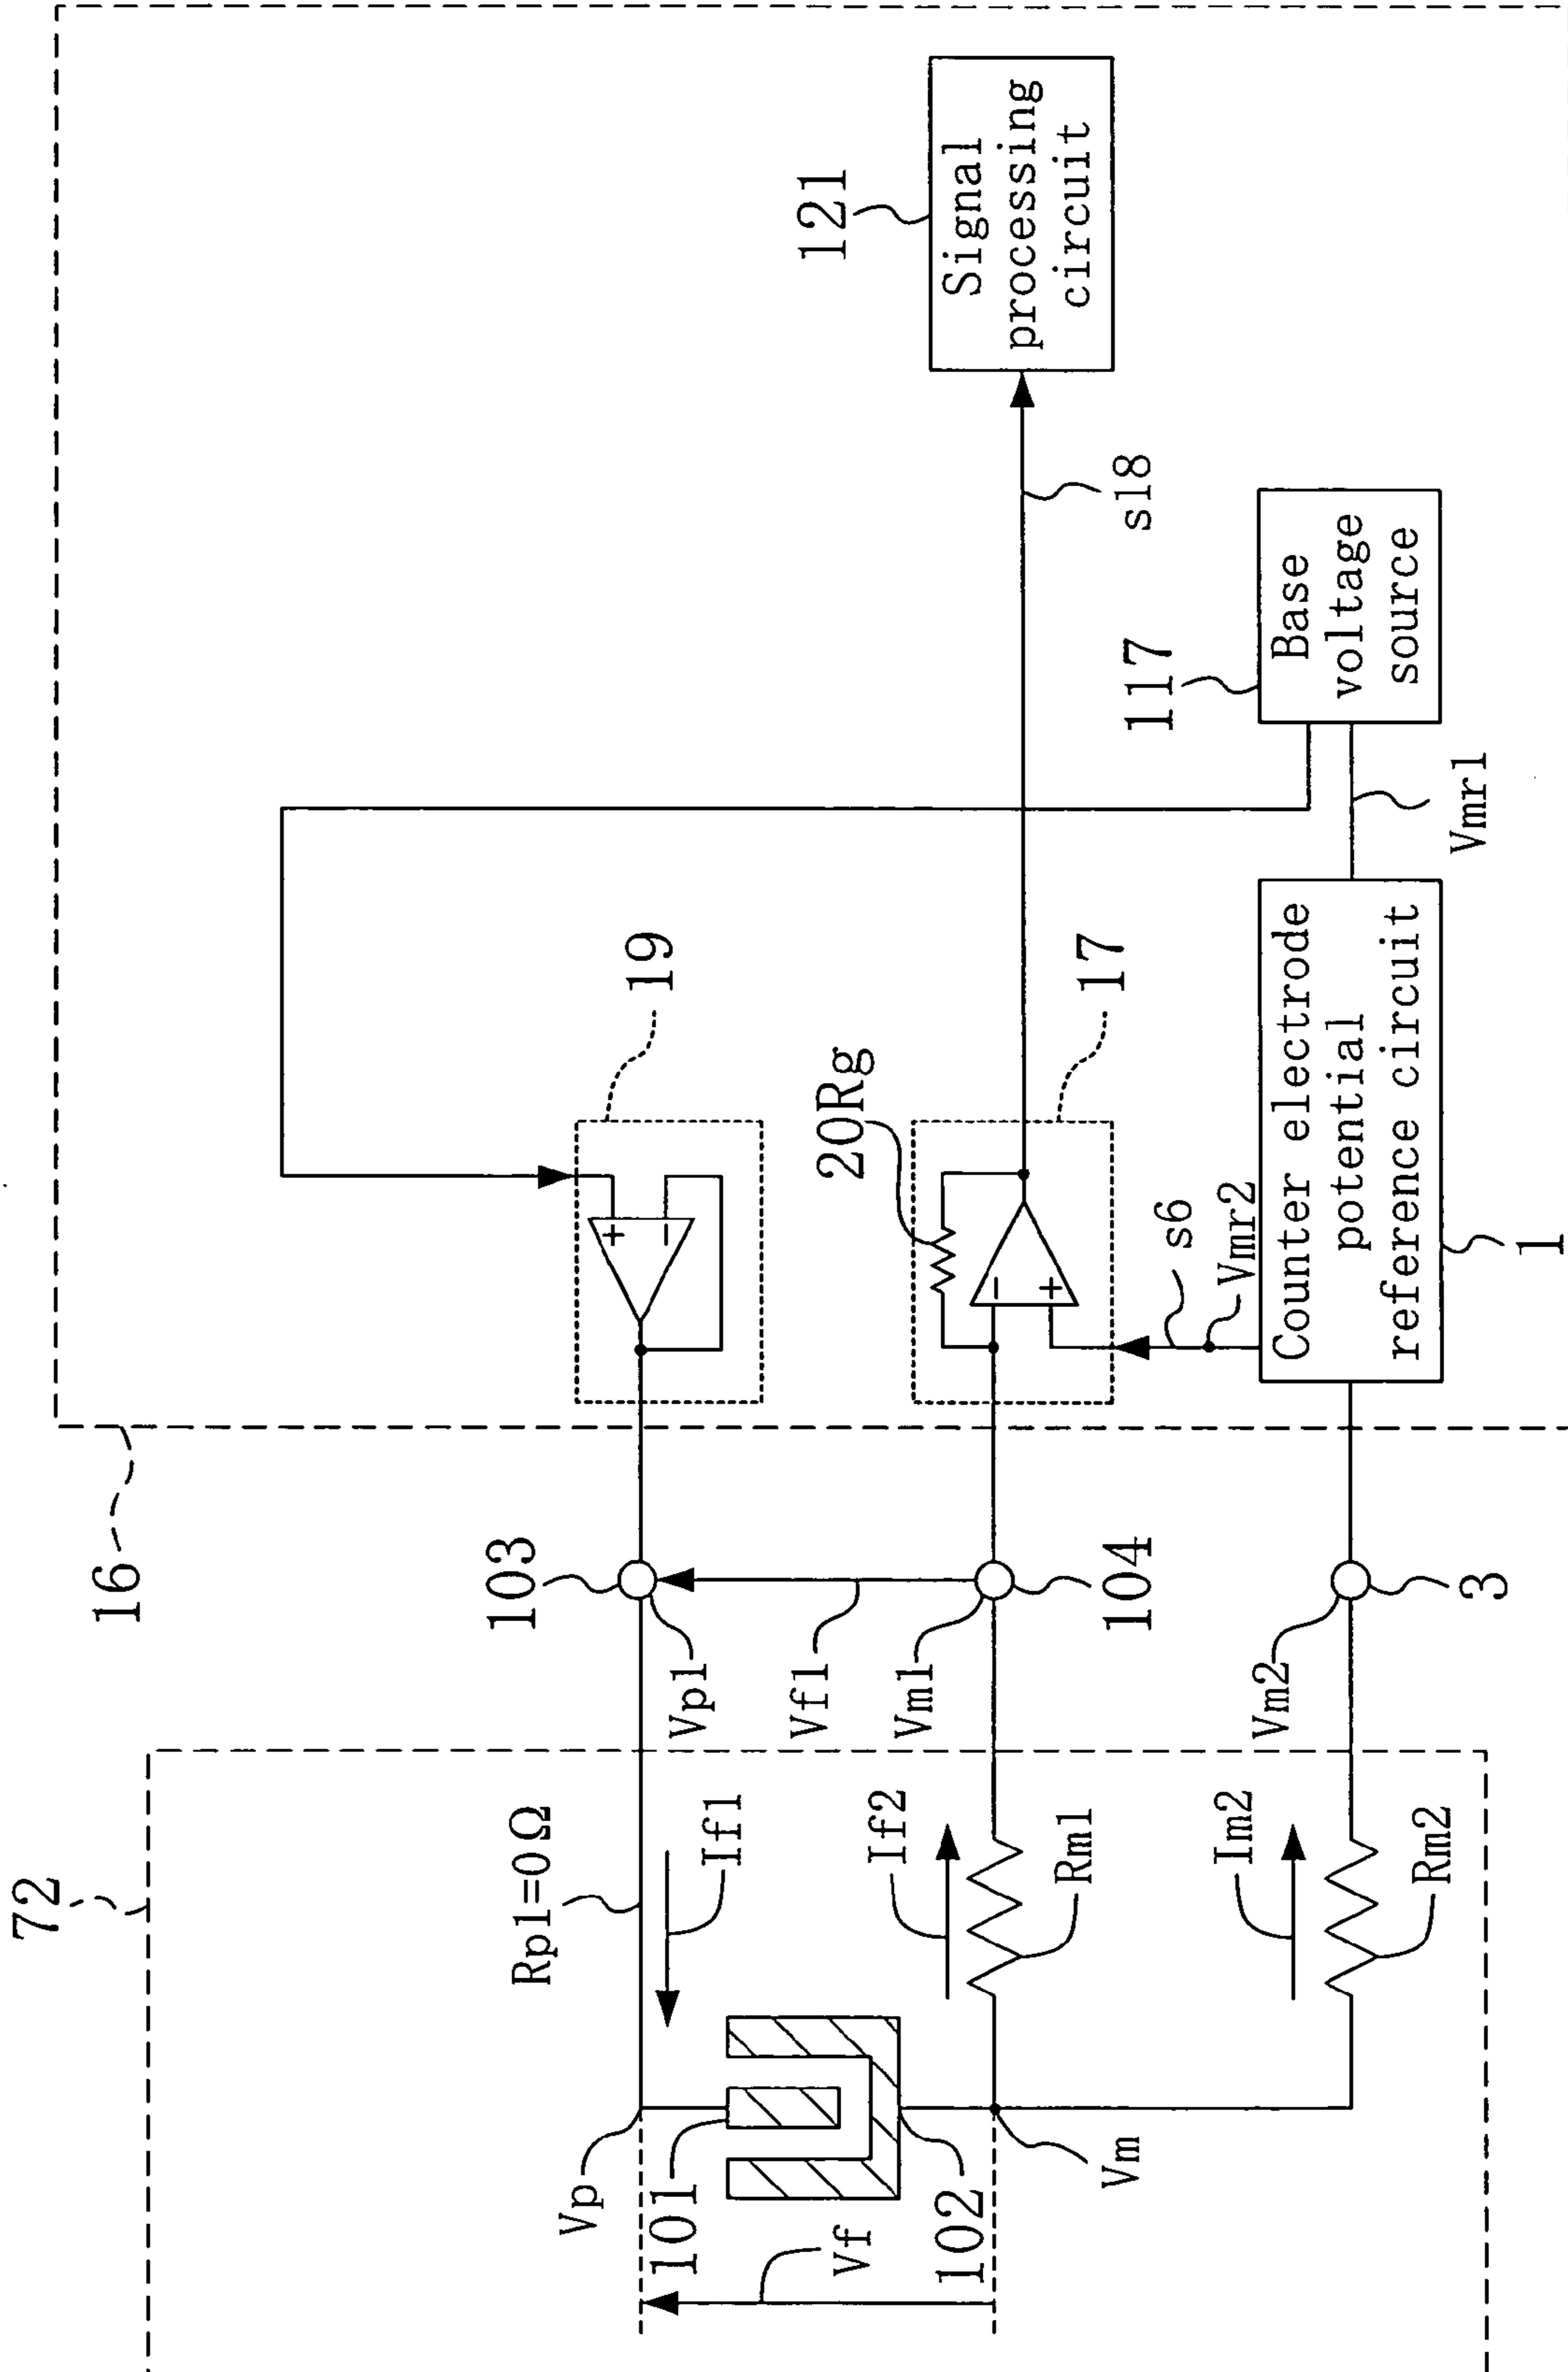 72
16
Rp1=0Ω
If1
Vp
101
Vf
102
If2
Rm1
Vm
Im2
Rm2
103
Vp1
Vf1
Vm1
104
Vm2
3
19
20Rg
17
+
−
−
+
s6
Vmr2
Counter electrode
potential
reference circuit
1
Vmr1
117
Base
voltage
source
s18
121
Signal
processing
circuit